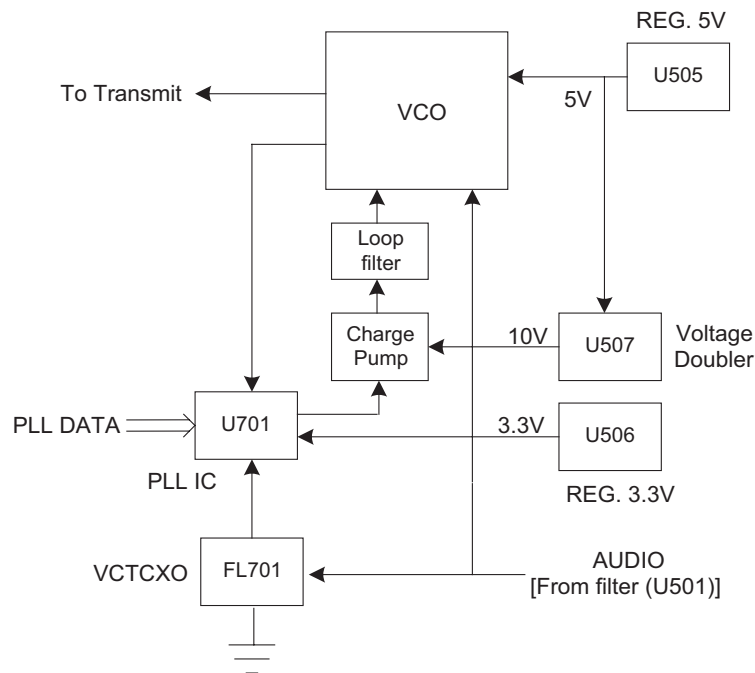 REG. 5V
U505
To Transmit
VCO
5V
Loop
filter
Charge
Pump
10V
U507
Voltage
Doubler
PLL DATA
U701
3.3V
U506
PLL IC
REG. 3.3V
VCTCXO
FL701
AUDIO
[From filter (U501)]